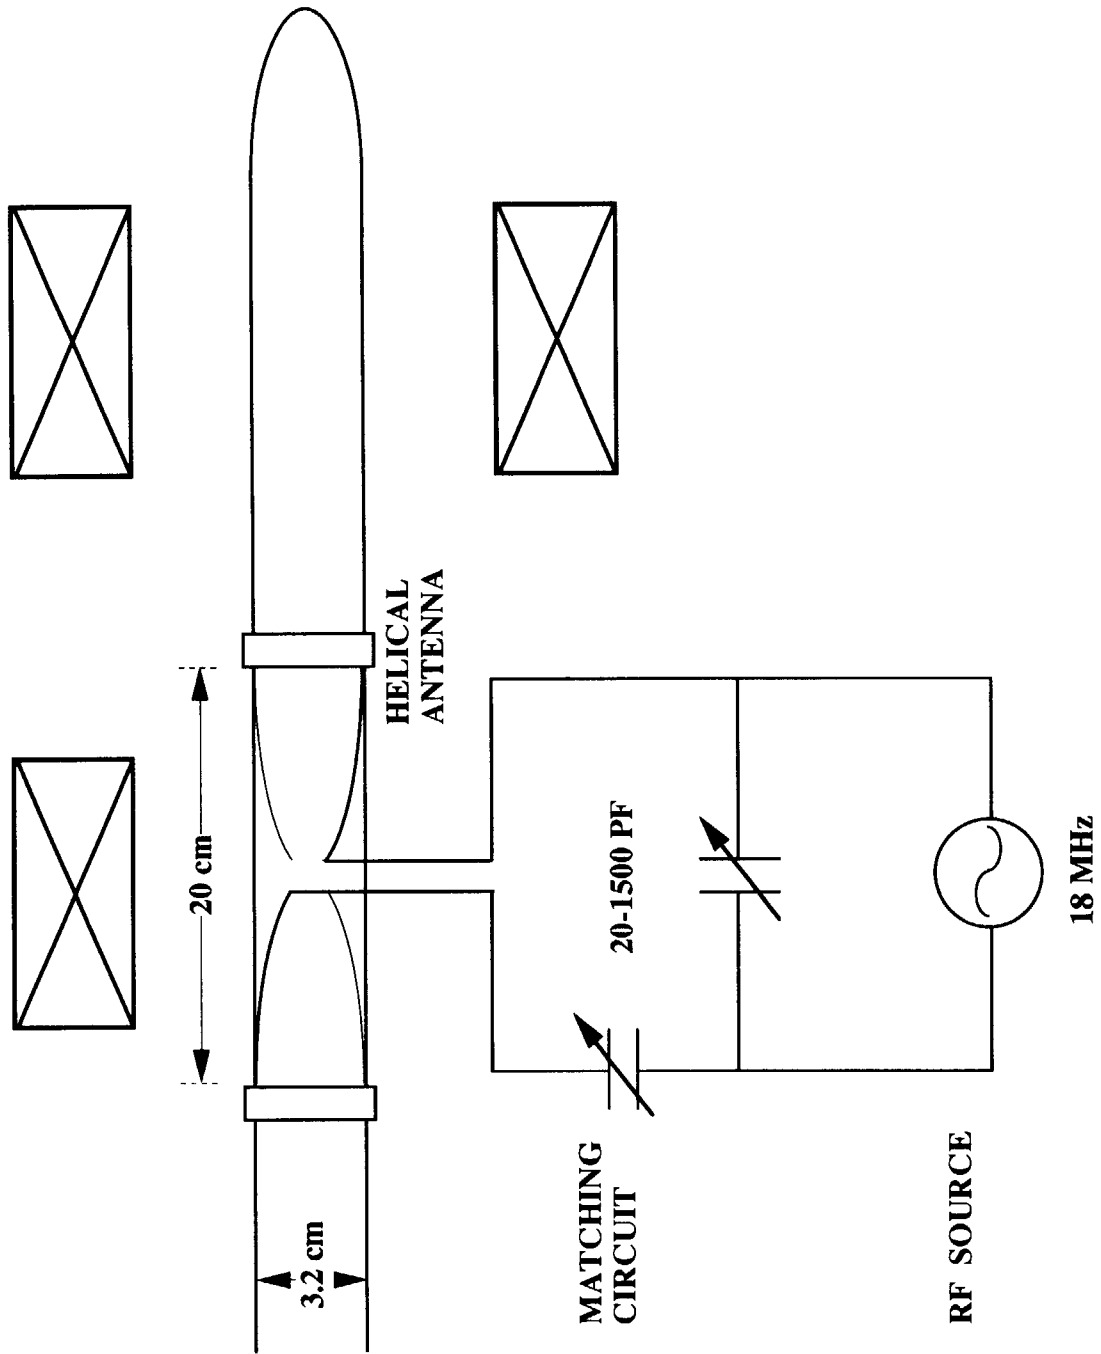 20 cm
3.2 cm
HELICAL
ANTENNA
20-1500 PF
MATCHING
CIRCUIT
RF SOURCE
18 MHz